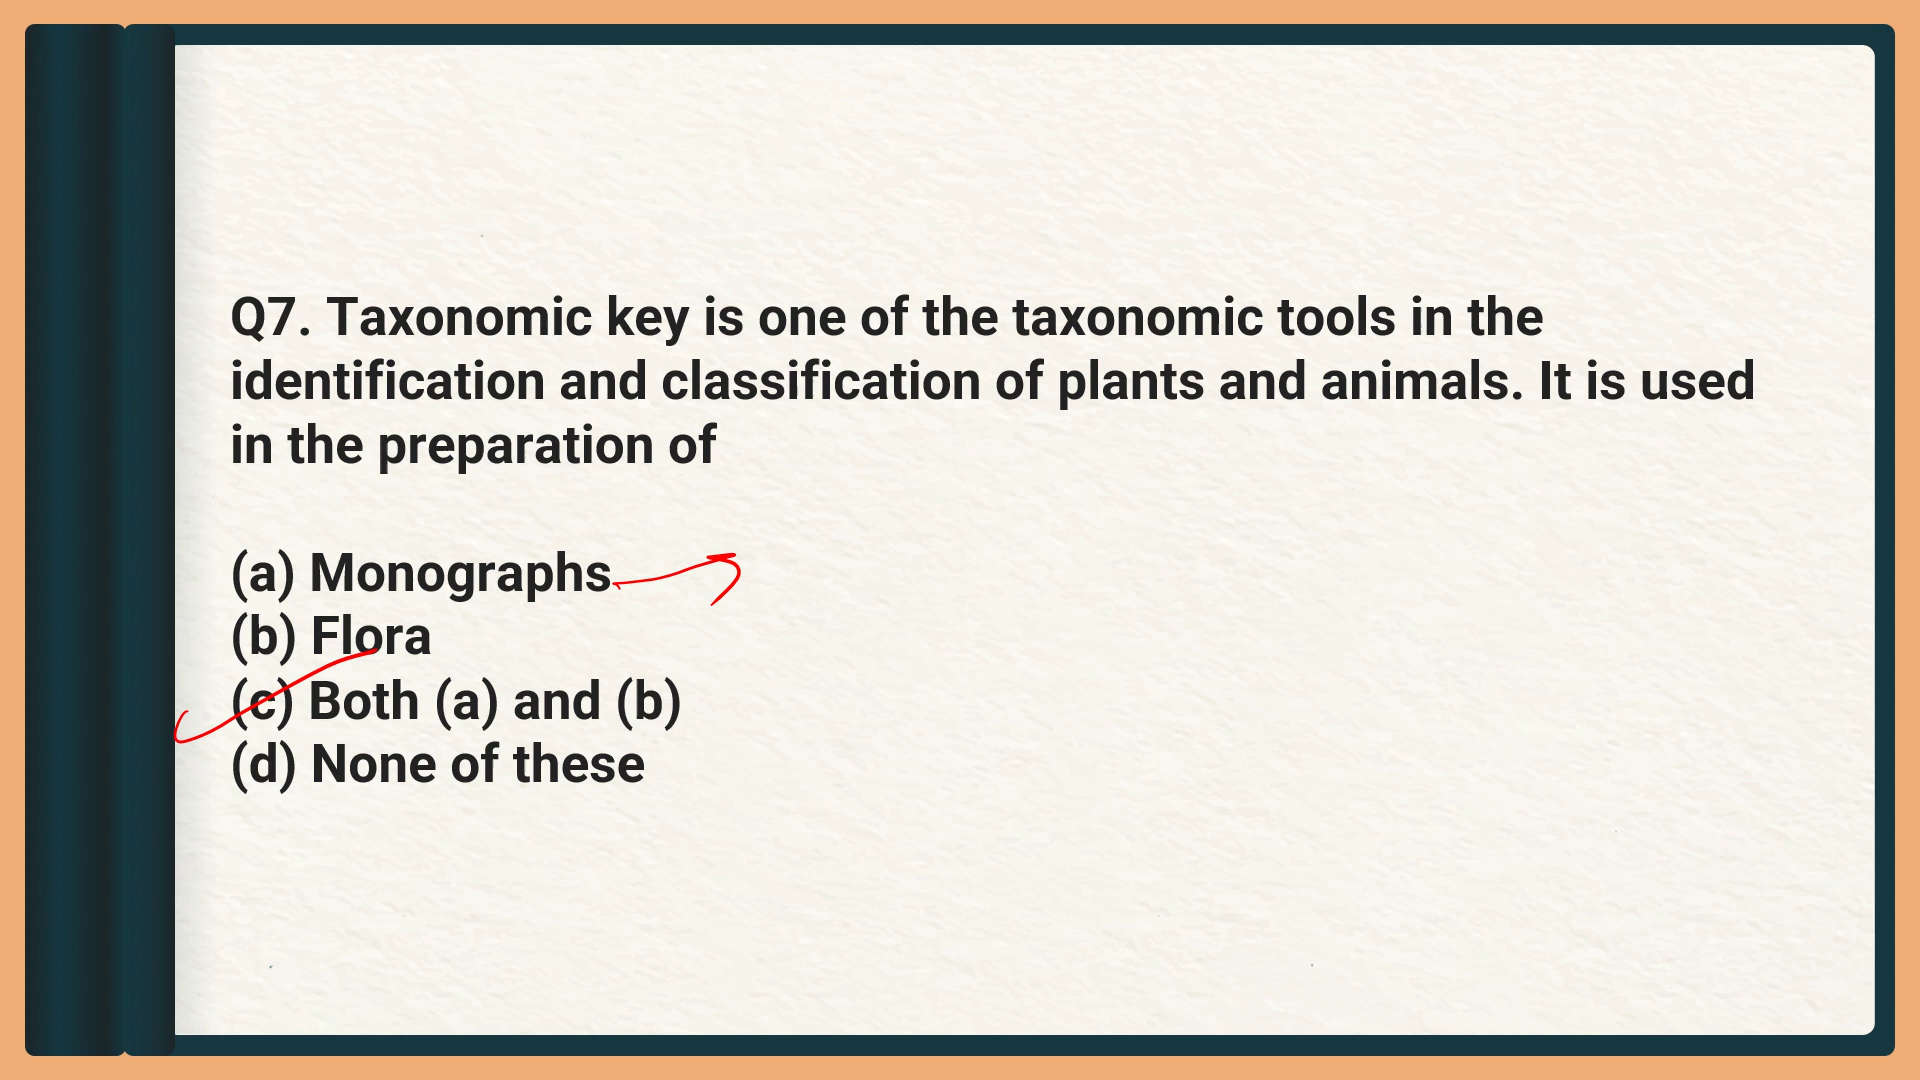 Q7. Taxonomic key is one of the taxonomic tools in the
identification and classification of plants and animals. It is used
in the preparation of
(a) Monographs
(b) Flora
(c) Both (a) and (b)
(d) None of these